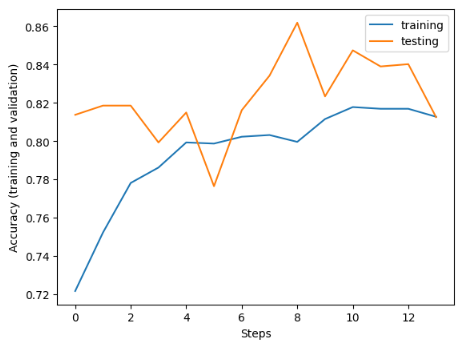 training
testing
0.86
0.84
0.82
0.80
0.78
0.76
0.74
0.72
Accuracy (training and validation)
0 2 4 6 8 10 12
Steps